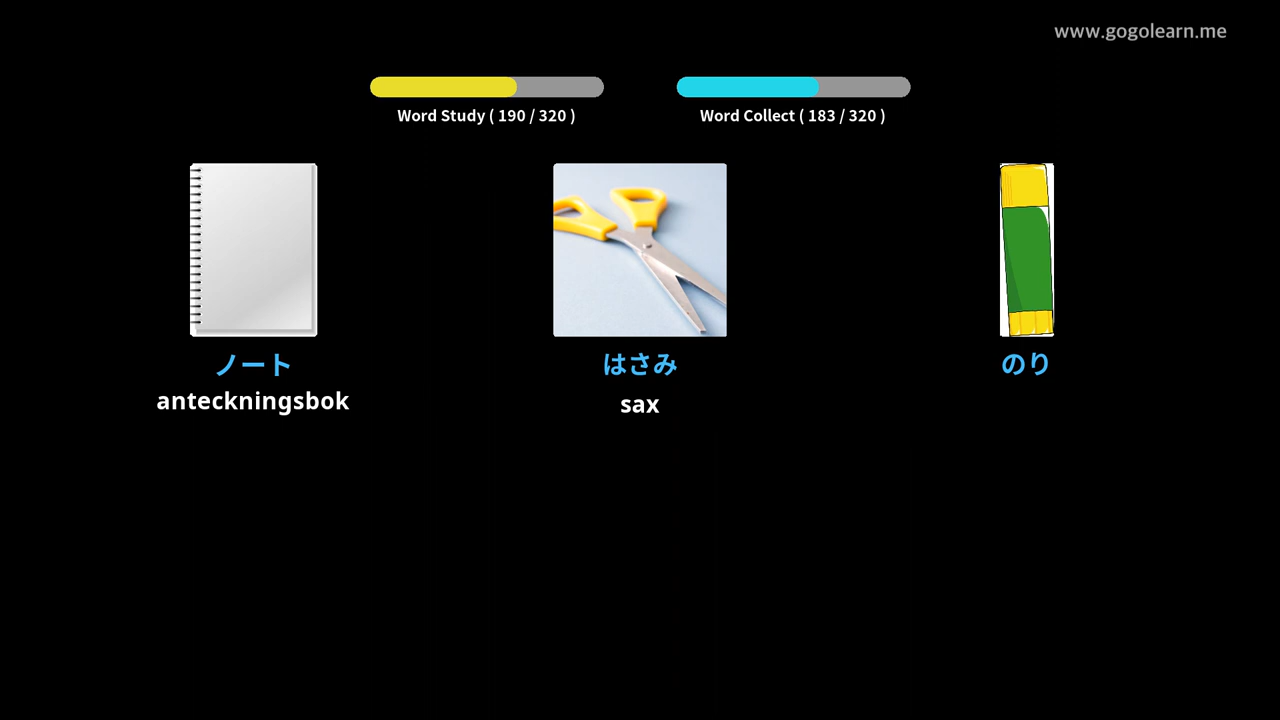 www.gogolearn.me
Word Study ( 190 / 320 )
Word Collect ( 183 / 320 )
ノート
はさみ
のり
anteckningsbok
sax